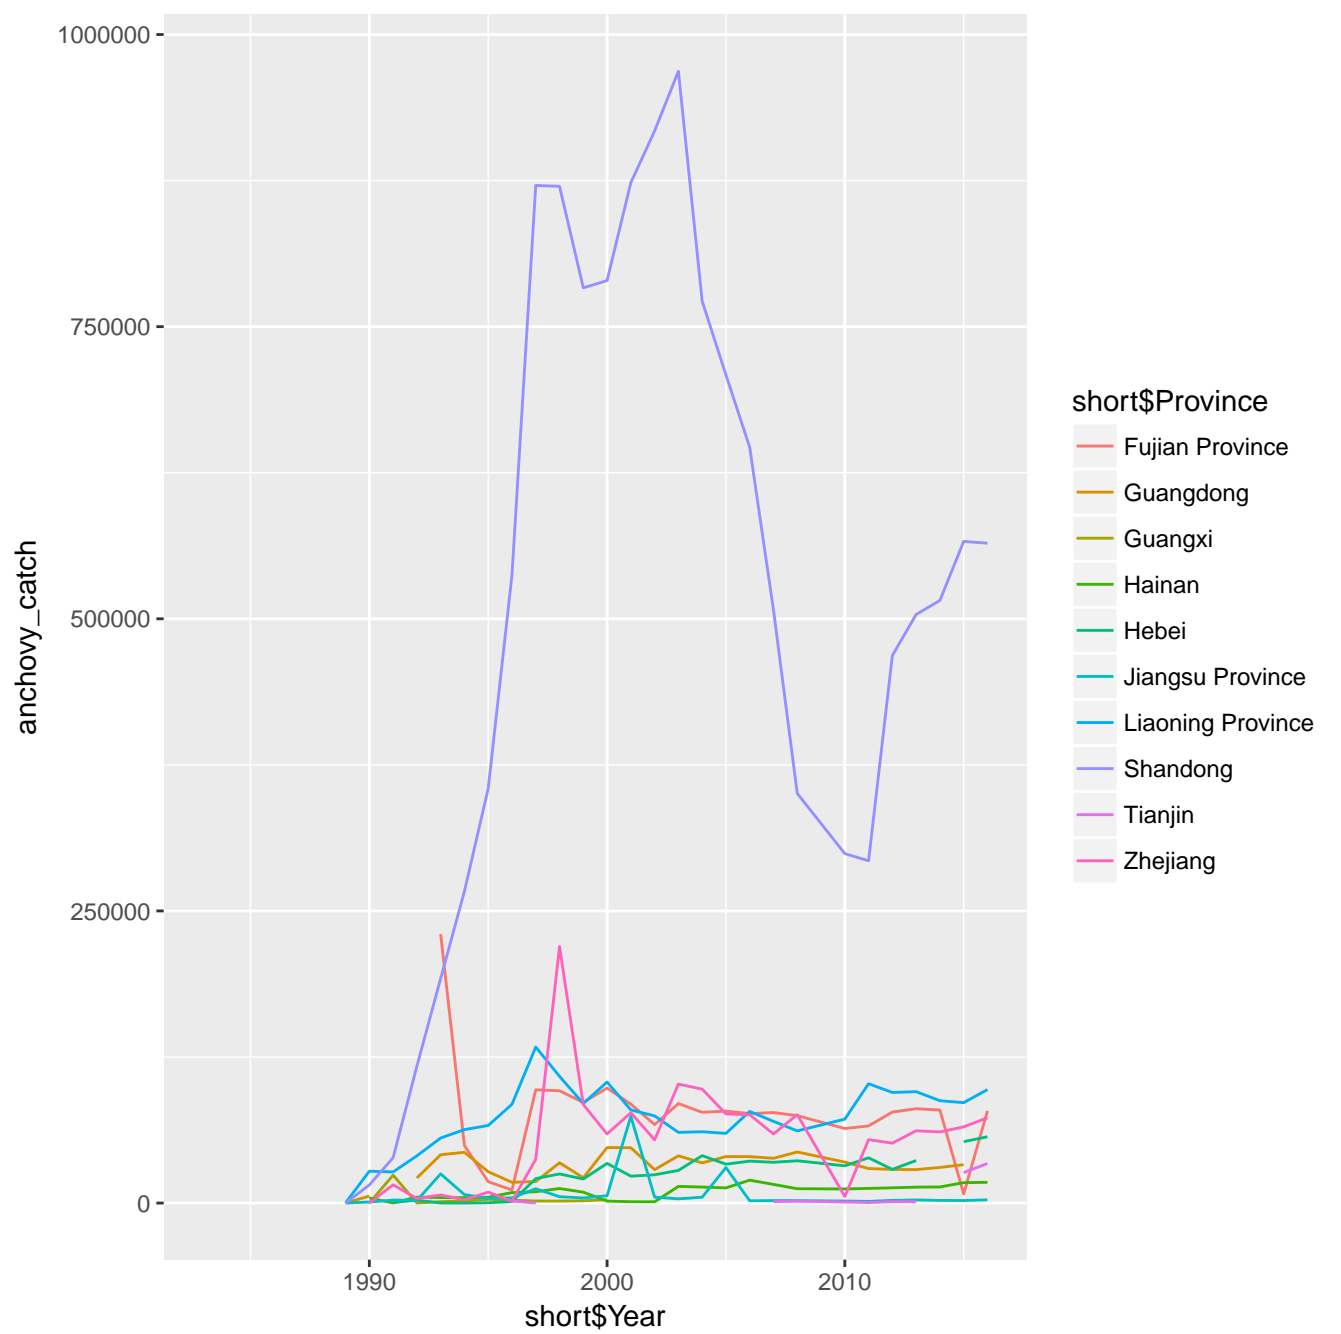 1000000
750000
500000
250000
0
anchovy_catch
1990
2000
2010
short$Year
short$Province
Fujian Province
Guangdong
Guangxi
Hainan
Hebei
Jiangsu Province
Liaoning Province
Shandong
Tianjin
Zhejiang